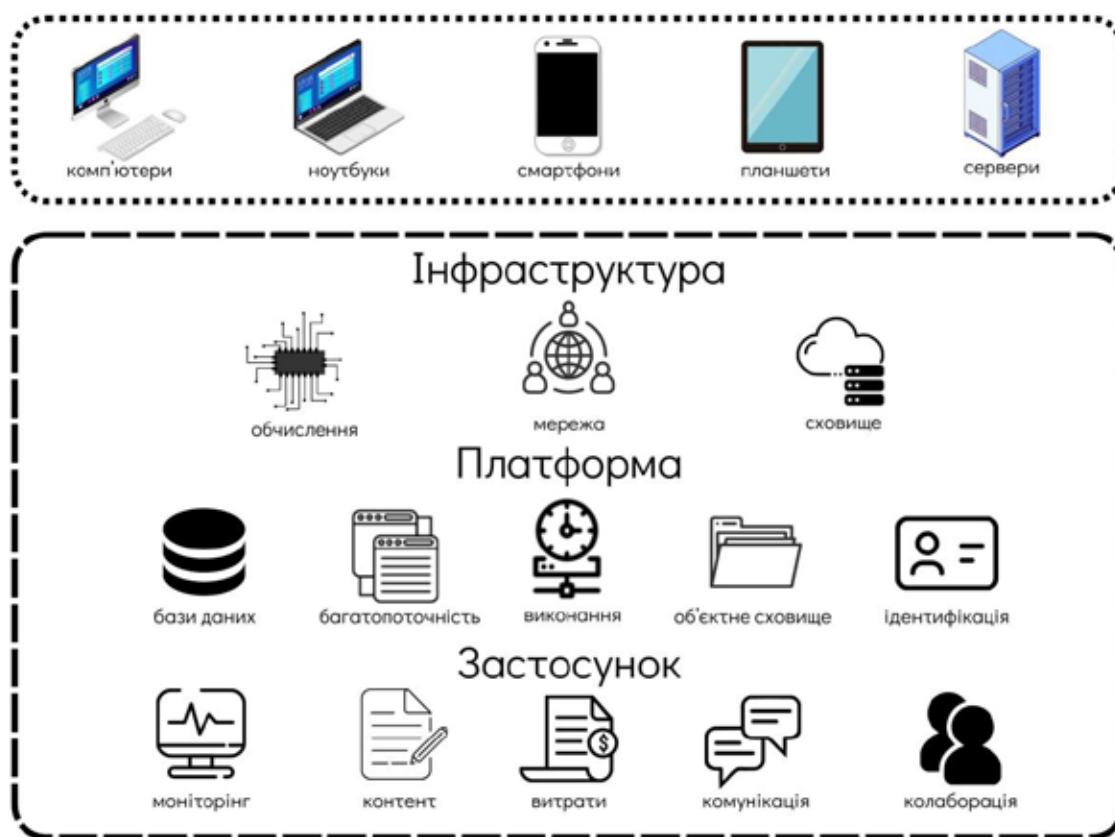 комп'ютери ноутбуки смартфони планшети сервери
Інфраструктура
обчислення мережа сховище
Платформа
бази даних багатопоточність виконання об'єктне сховище ідентифікація
Застосунок
моніторінг контент витрати комунікація колаборація